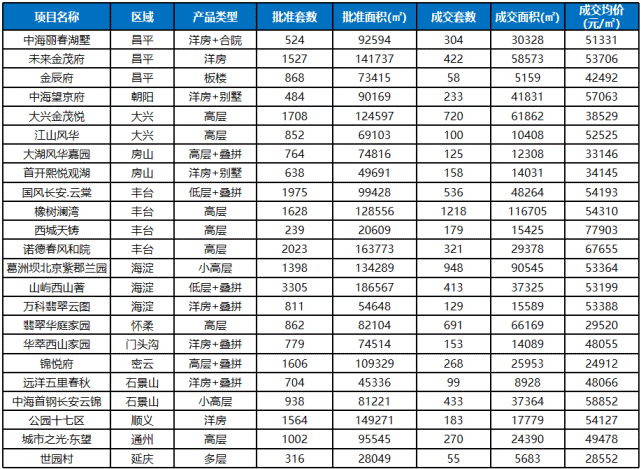 项目名称 区域 产品类型 批准套数 批准面积(㎡) 成交套数 成交面积(㎡) 成交均价(元/㎡)
中海丽春湖墅 昌平 洋房+合院 524 92594 304 30328 51331
未来金茂府 昌平 洋房 1527 141737 422 58573 53706
金辰府 昌平 板楼 868 73415 58 5159 42492
中海望京府 朝阳 洋房+别墅 484 90169 233 41831 57063
大兴金茂悦 大兴 高层 1708 124597 720 61862 38529
江山风华 大兴 高层 852 69103 100 10408 52525
大湖风华嘉园 房山 高层+叠拼 764 74816 125 12308 33146
首开熙悦观湖 房山 洋房+别墅 638 49691 158 14031 34145
国风长安.云棠 丰台 低层+叠拼 1975 99428 536 48264 54193
橡树澜湾 丰台 高层 1628 128556 1218 116705 54310
西城天铸 丰台 高层 239 20609 179 15425 77903
诺德春风和院 丰台 高层 2023 163773 321 29378 67655
葛洲坝北京紫郡兰园 海淀 小高层 1398 134289 948 90545 53364
山屿西山著 海淀 低层+叠拼 3305 186567 413 37325 53199
万科翡翠云图 海淀 洋房+叠拼 811 54648 129 15589 53388
翡翠华庭家园 怀柔 高层 862 82104 691 66169 29520
华萃西山家园 门头沟 洋房+叠拼 779 74514 153 14089 48055
锦悦府 密云 高层+叠拼 1606 109329 268 25953 24912
远洋五里春秋 石景山 洋房+叠拼 704 45336 99 8928 48066
中海首钢长安云锦 石景山 小高层 938 81221 433 37364 58852
公园十七区 顺义 洋房 1564 149271 183 17779 54127
城市之光·东望 通州 高层 1002 95545 270 24390 49478
世园村 延庆 多层 316 28049 55 5683 28552